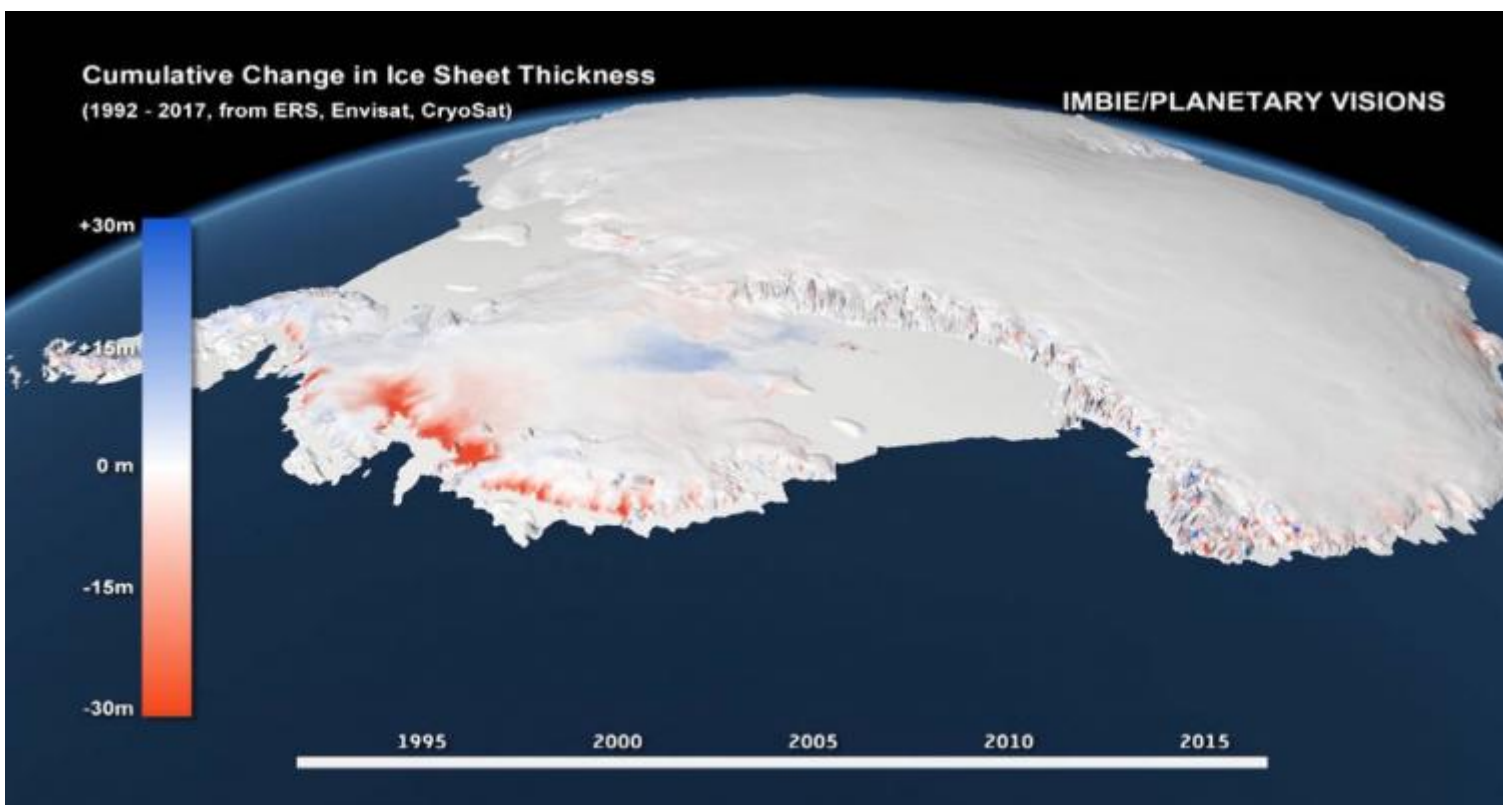 Cumulative Change in Ice Sheet Thickness
(1992 - 2017, from ERS, Envisat, CryoSat)
IMBIE/PLANETARY VISIONS
+30m
+15m
0 m
-15m
-30m
1995 2000 2005 2010 2015